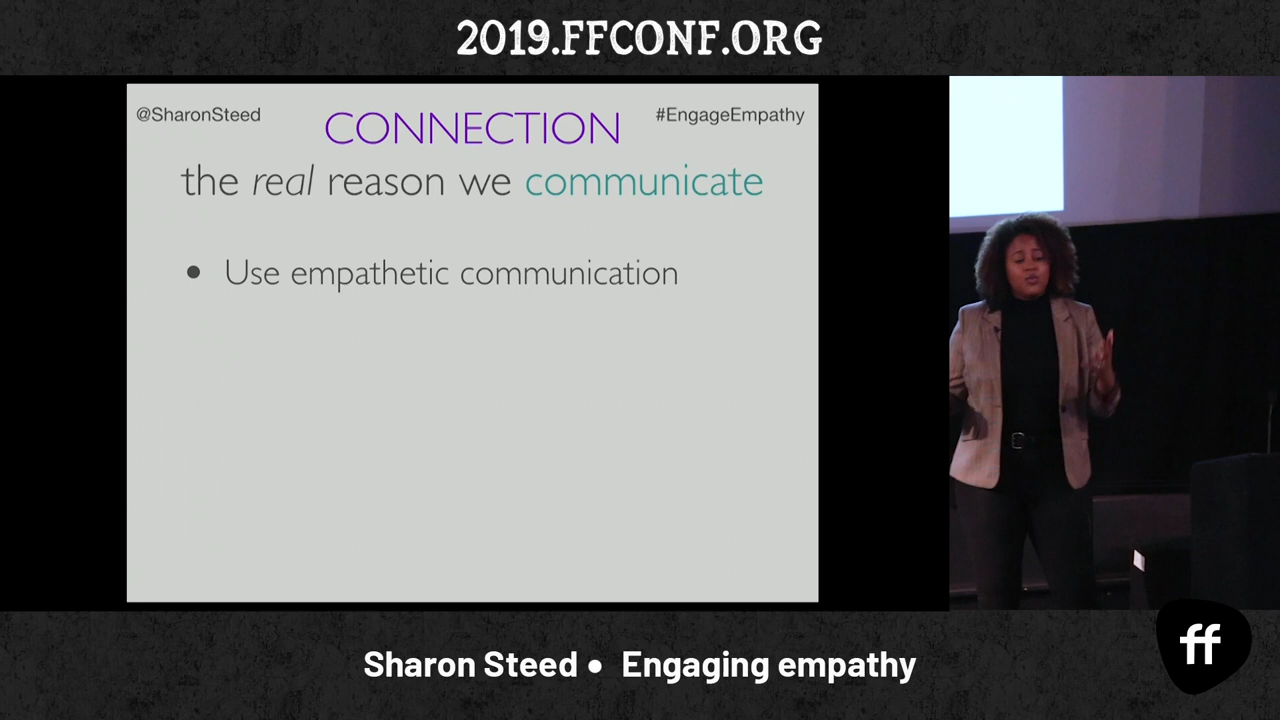 2019.FFCONF.ORG
@SharonSteed
CONNECTION
#EngageEmpathy
the real reason we communicate
• Use empathetic communication
Sharon Steed • Engaging empathy
ff